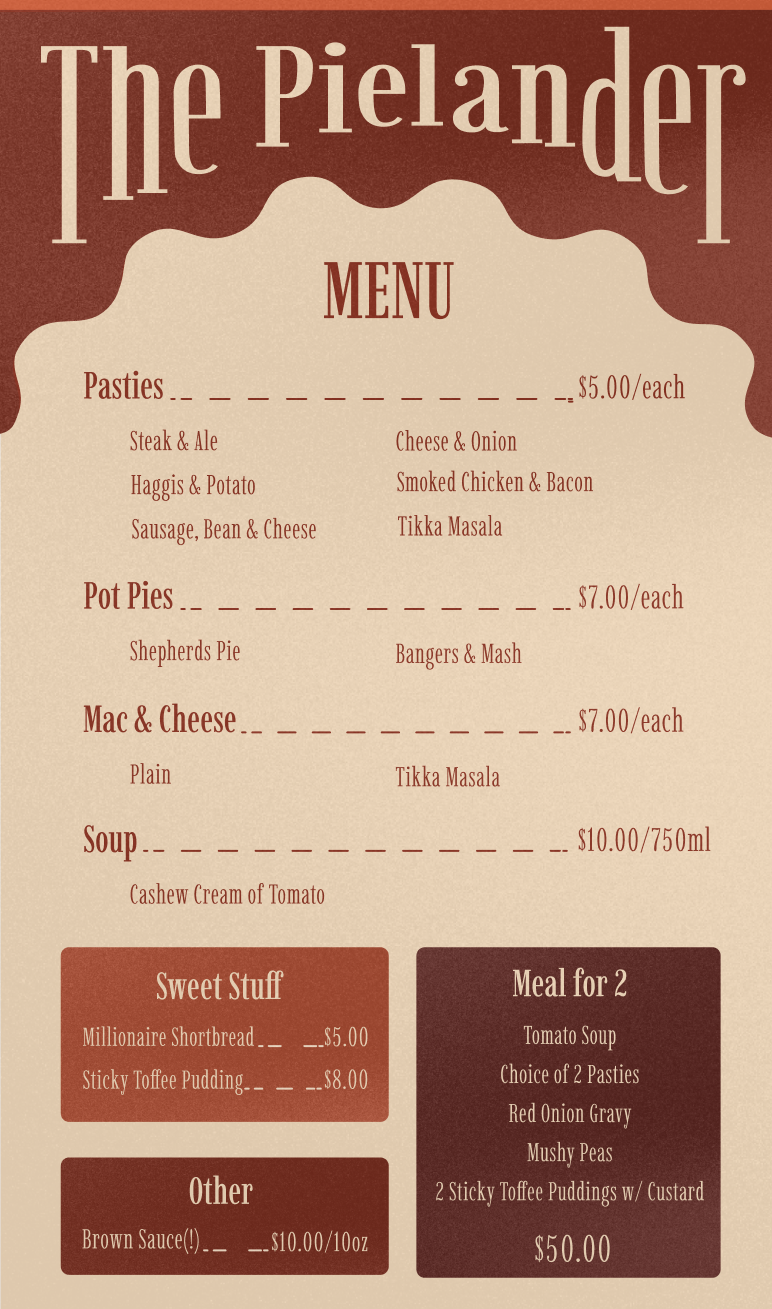 The Pielander
MENU
Pasties $5.00/each
Steak & Ale
Cheese & Onion
Haggis & Potato
Smoked Chicken & Bacon
Sausage, Bean & Cheese
Tikka Masala
Pot Pies $7.00/each
Shepherds Pie
Bangers & Mash
Mac & Cheese $7.00/each
Plain
Tikka Masala
Soup $10.00/750ml
Cashew Cream of Tomato
Sweet Stuff
Millionaire Shortbread $5.00
Sticky Toffee Pudding $8.00
Other
Brown Sauce(!) $10.00/10oz
Meal for 2
Tomato Soup
Choice of 2 Pasties
Red Onion Gravy
Mushy Peas
2 Sticky Toffee Puddings w/ Custard
$50.00